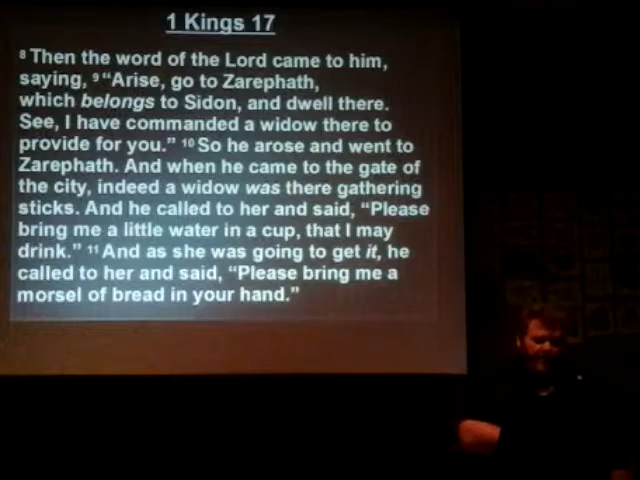 1 Kings 17
8 Then the word of the Lord came to him,
saying, 9 “Arise, go to Zarephath,
which belongs to Sidon, and dwell there.
See, I have commanded a widow there to
provide for you.” 10 So he arose and went to
Zarephath. And when he came to the gate of
the city, indeed a widow was there gathering
sticks. And he called to her and said, “Please
bring me a little water in a cup, that I may
drink.” 11 And as she was going to get it, he
called to her and said, “Please bring me a
morsel of bread in your hand.”